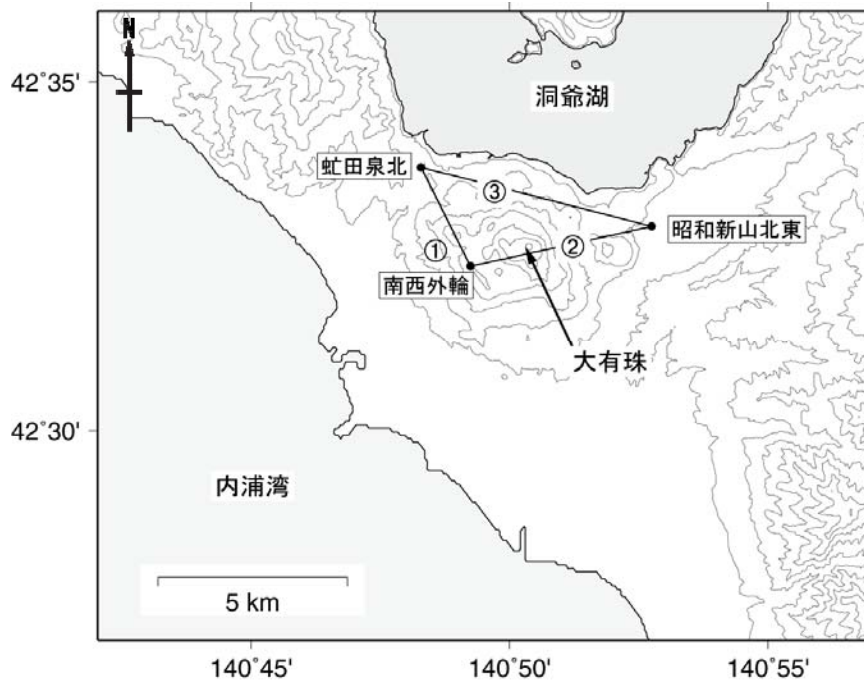 N
42˚35'
洞爺湖
虻田泉北
③
昭和新山北東
①
②
南西外輪
大有珠
42˚30'
内浦湾
5 km
140˚45'
140˚50'
140˚55'